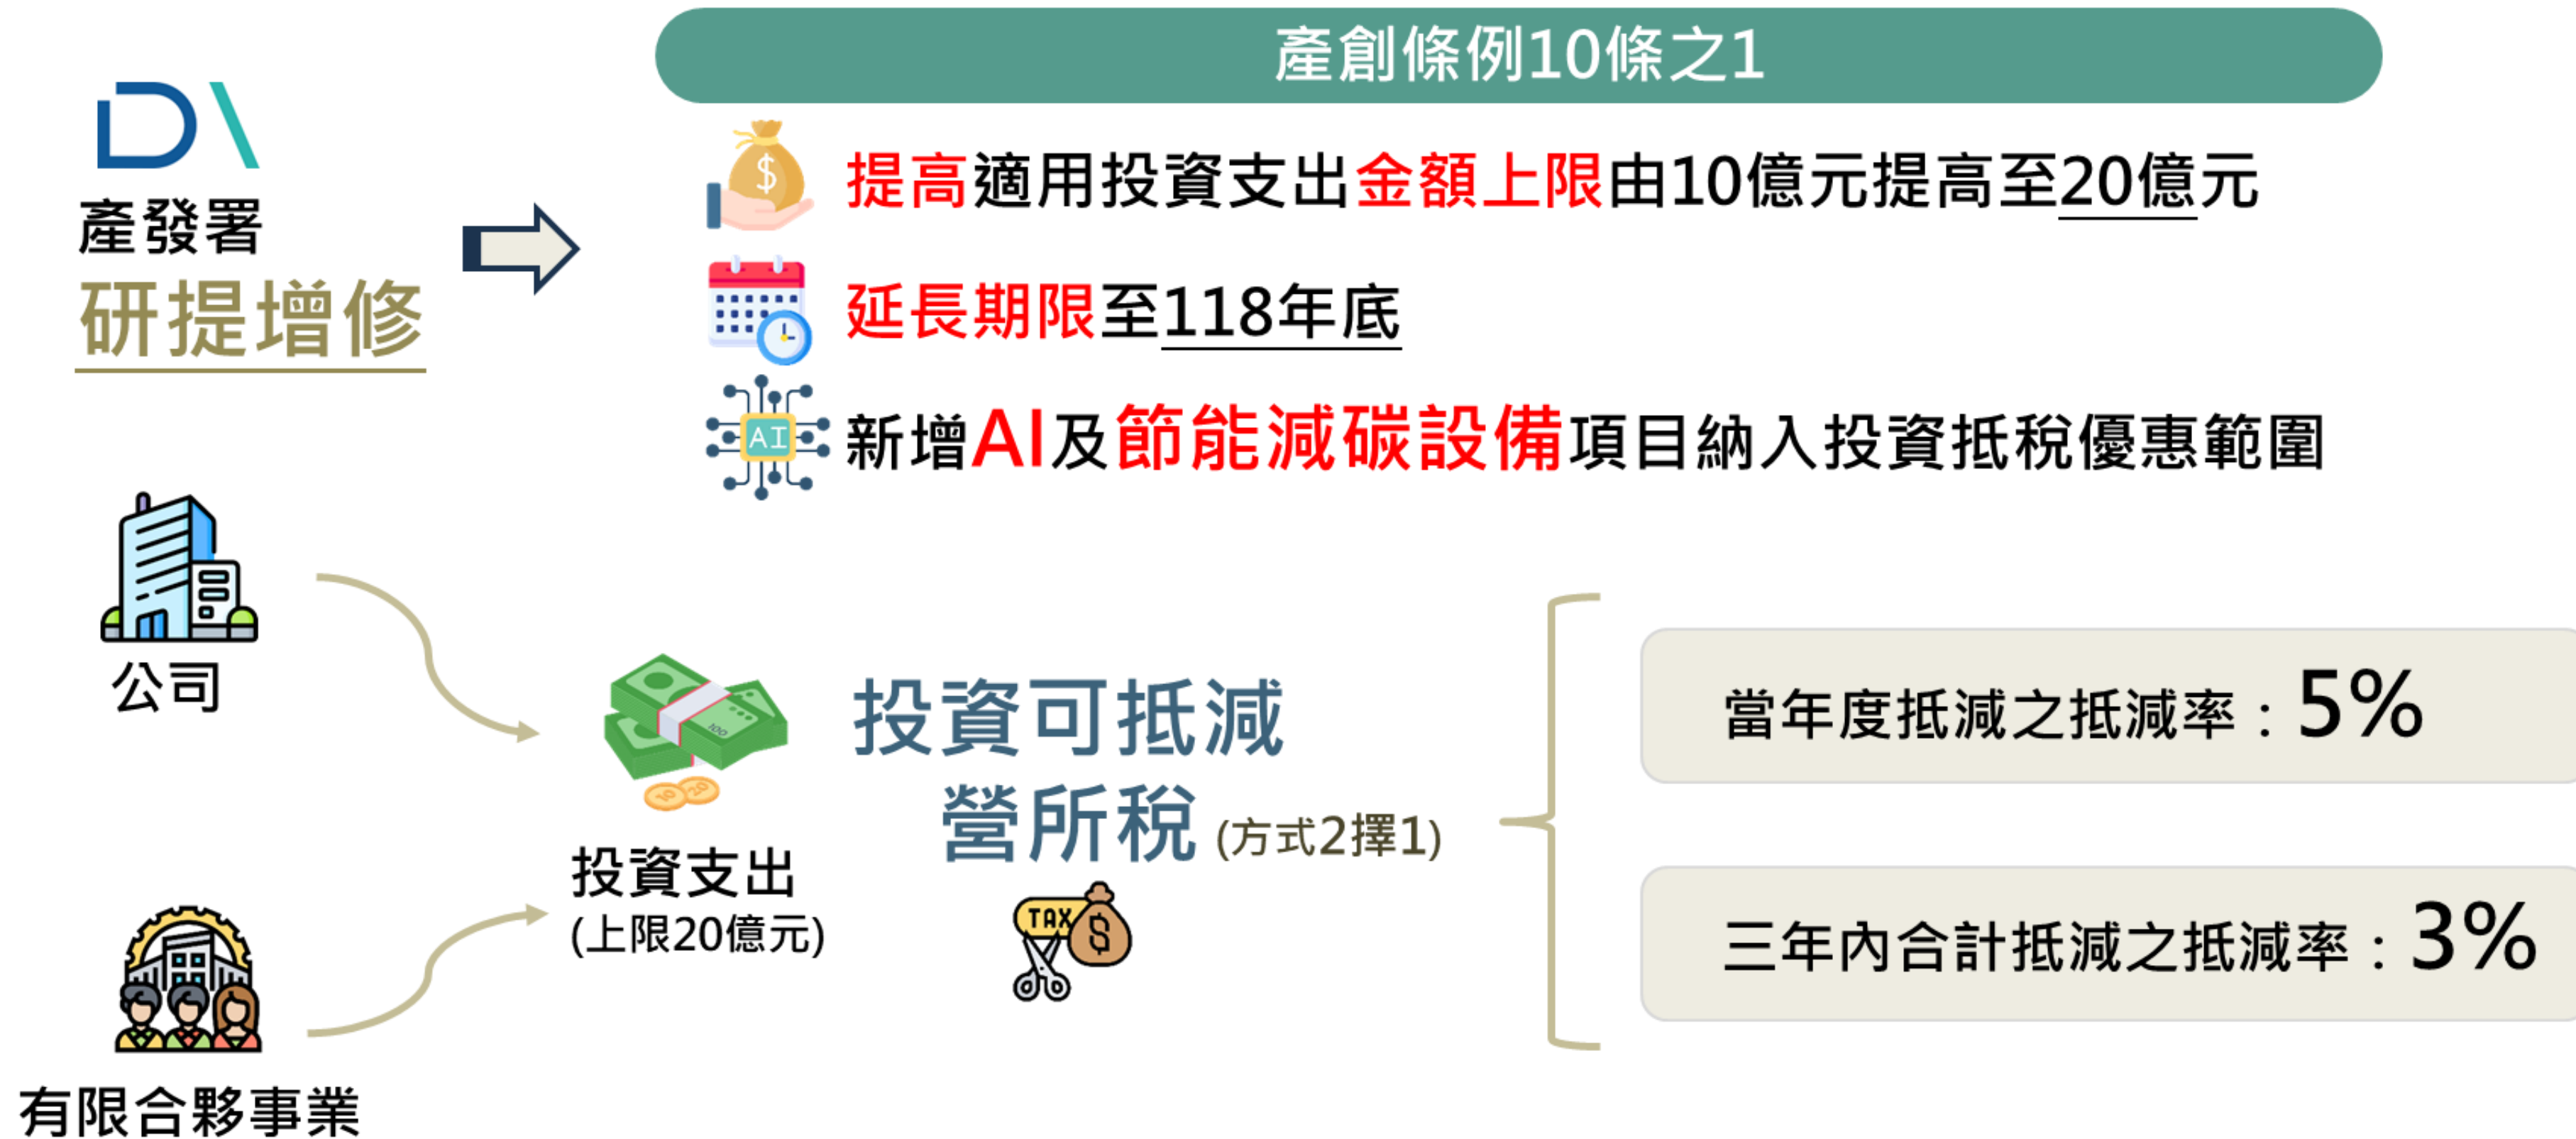 產創條例10條之1
產發署
研提增修
提高適用投資支出金額上限由10億元提高至20億元
延長期限至118年底
AI
新增AI及節能減碳設備項目納入投資抵稅優惠範圍
公司
有限合夥事業
100
10 20
投資支出
(上限20億元)
投資可抵減
營所稅(方式2擇1)
TAX
當年度抵減之抵減率：5%
三年內合計抵減之抵減率：3%